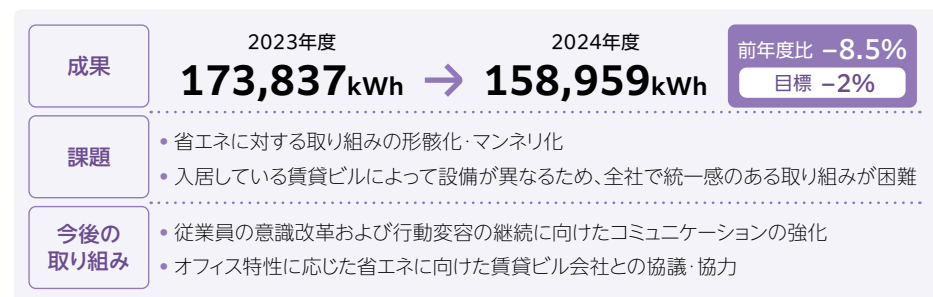 成果
2023年度
173,837kWh → 158,959kWh
2024年度
前年度比 −8.5%
目標 −2%
課題
• 省エネに対する取り組みの形骸化・マンネリ化
• 入居している賃貸ビルによって設備が異なるため、全社で統一感のある取り組みが困難
今後の
取り組み
• 従業員の意識改革および行動変容の継続に向けたコミュニケーションの強化
• オフィス特性に応じた省エネに向けた賃貸ビル会社との協議・協力